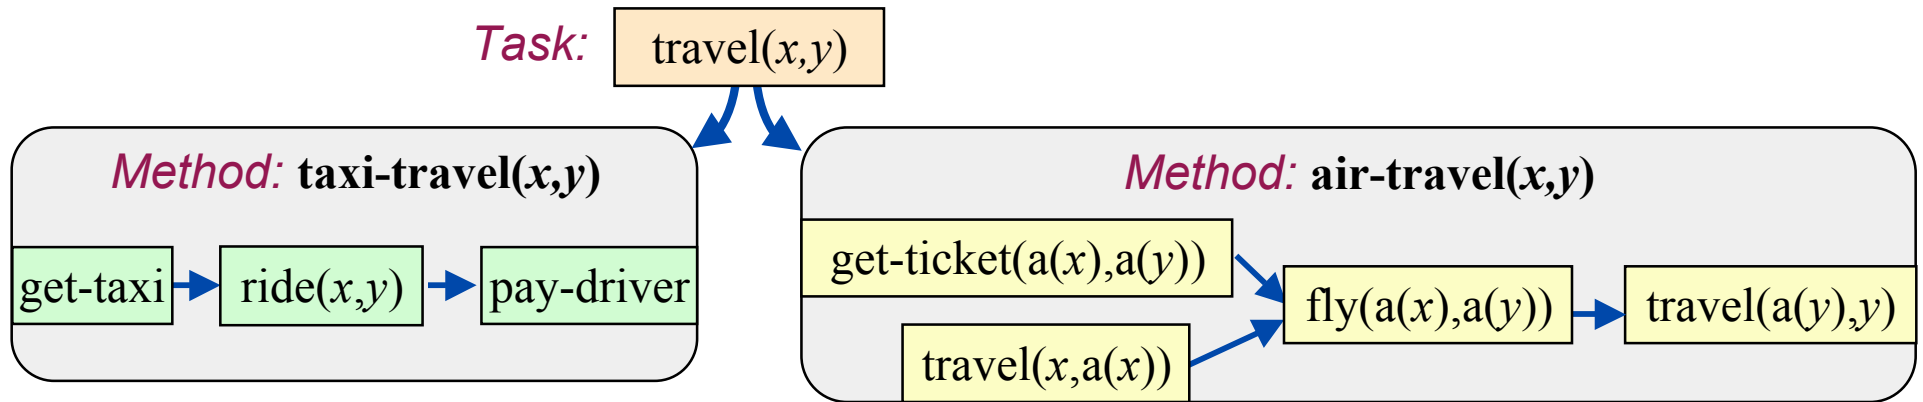 Task: travel(x,y)
Method: taxi-travel(x,y)
get-taxi ride(x,y) pay-driver
Method: air-travel(x,y)
get-ticket(a(x),a(y))
travel(x,a(x))
fly(a(x),a(y))
travel(a(y),y)